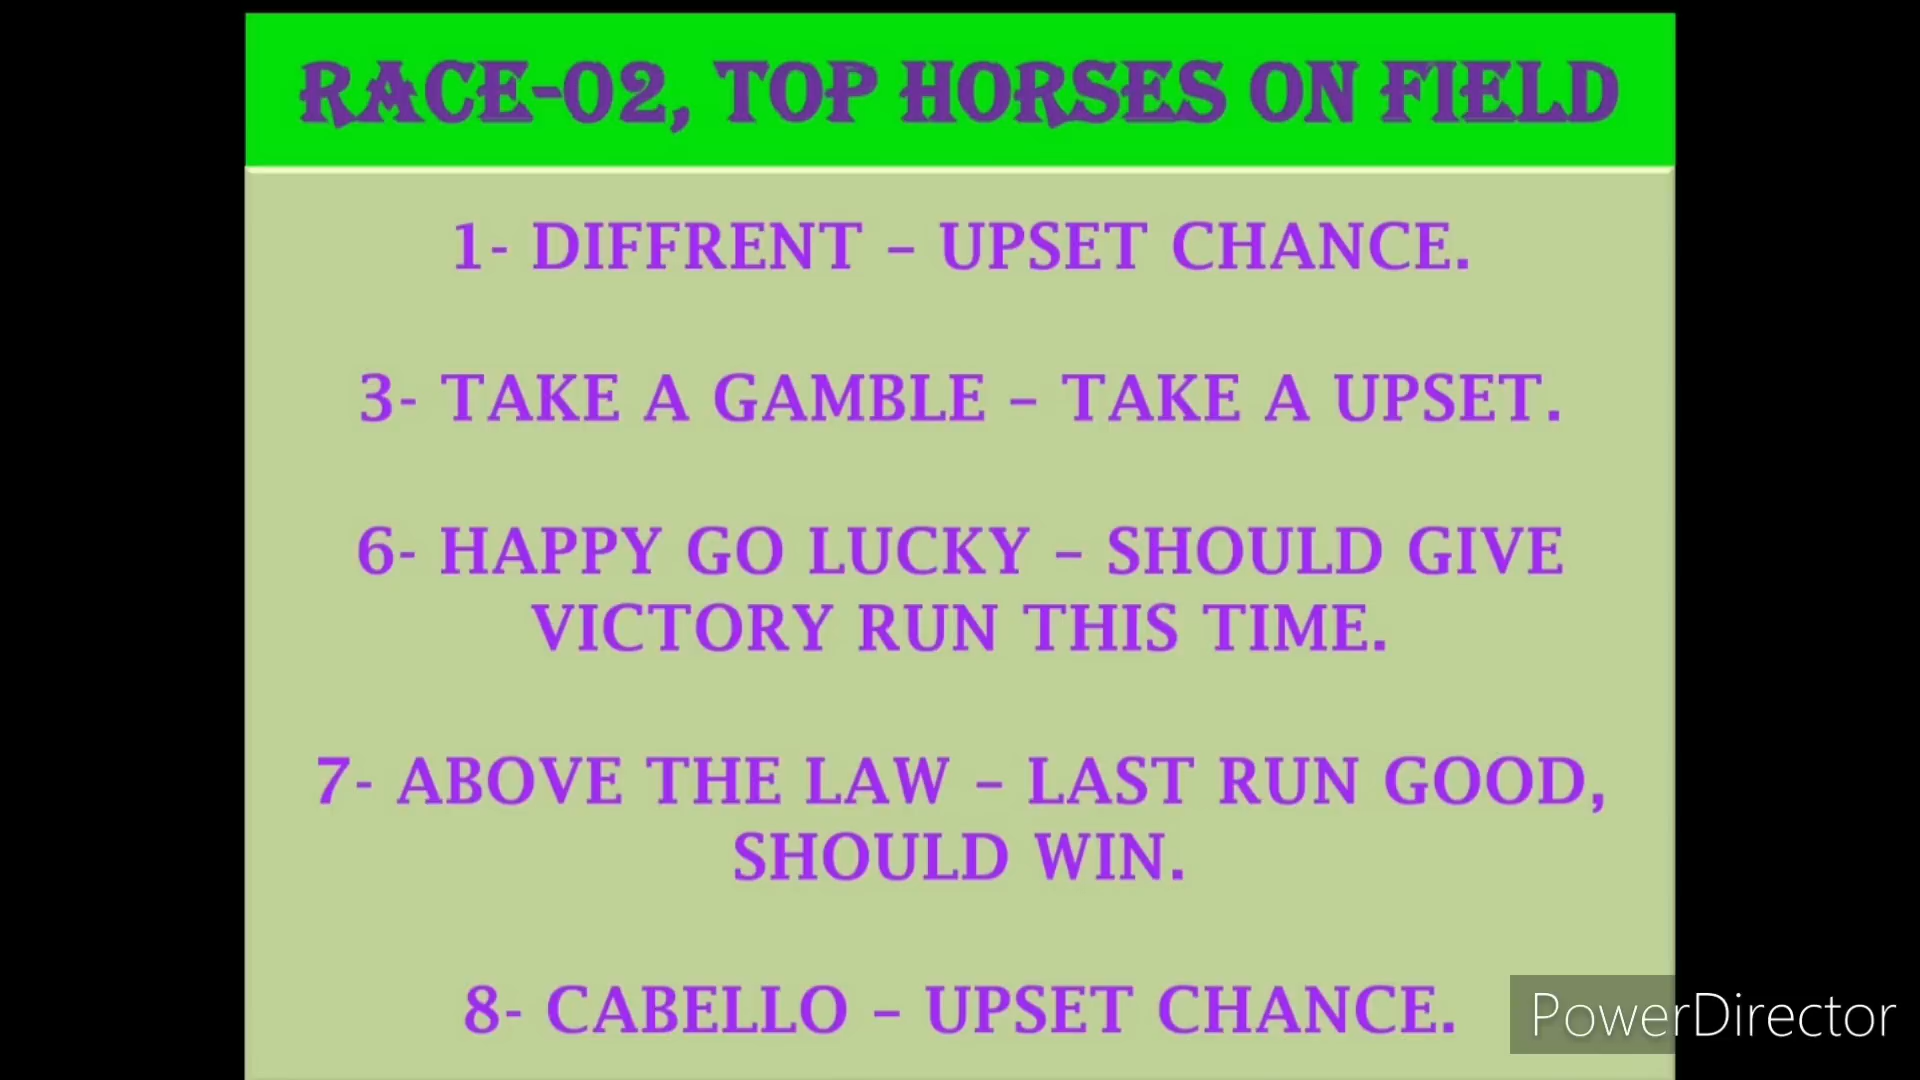 RACE-02, TOP HORSES ON FIELD
1- DIFFRENT – UPSET CHANCE.
3- TAKE A GAMBLE – TAKE A UPSET.
6- HAPPY GO LUCKY – SHOULD GIVE
VICTORY RUN THIS TIME.
7- ABOVE THE LAW – LAST RUN GOOD,
SHOULD WIN.
8- CABELLO – UPSET CHANCE.
PowerDirector